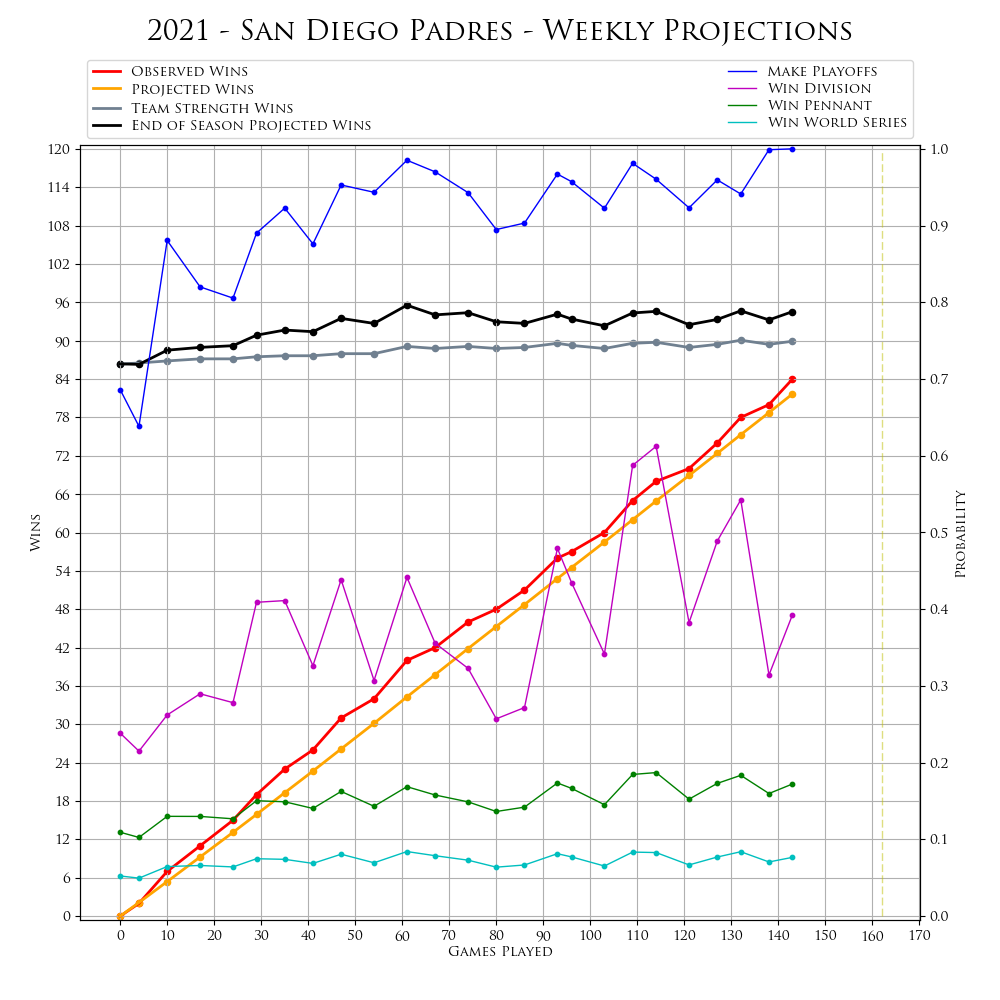 2021 - San Diego Padres - Weekly Projections
Observed Wins
Projected Wins
Team Strength Wins
End of Season Projected Wins
Make Playoffs
Win Division
Win Pennant
Win World Series
120
114
108
102
96
90
84
78
72
66
60
54
48
42
36
30
24
18
12
6
0
Wins
1.0
0.9
0.8
0.7
0.6
0.5
0.4
0.3
0.2
0.1
0.0
Probability
0 10 20 30 40 50 60 70 80 90 100 110 120 130 140 150 160 170
Games Played